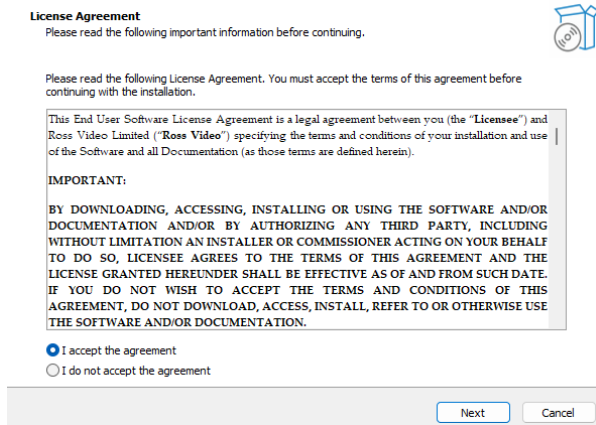 License Agreement
Please read the following important information before continuing.
Please read the following License Agreement. You must accept the terms of this agreement before
continuing with the installation.
This End User Software License Agreement is a legal agreement between you (the “Licensee”) and
Ross Video Limited (“Ross Video”) specifying the terms and conditions of your installation and use
of the Software and all Documentation (as those terms are defined herein).
IMPORTANT:
BY DOWNLOADING, ACCESSING, INSTALLING OR USING THE SOFTWARE AND/OR
DOCUMENTATION AND/OR BY AUTHORIZING ANY THIRD PARTY, INCLUDING
WITHOUT LIMITATION AN INSTALLER OR COMMISSIONER ACTING ON YOUR BEHALF
TO DO SO, LICENSEE AGREES TO THE TERMS OF THIS AGREEMENT AND THE
LICENSE GRANTED HEREUNDER SHALL BE EFFECTIVE AS OF AND FROM SUCH DATE.
IF YOU DO NOT WISH TO ACCEPT THE TERMS AND CONDITIONS OF THIS
AGREEMENT, DO NOT DOWNLOAD, ACCESS, INSTALL, REFER TO OR OTHERWISE USE
THE SOFTWARE AND/OR DOCUMENTATION.
I accept the agreement
I do not accept the agreement
Next Cancel